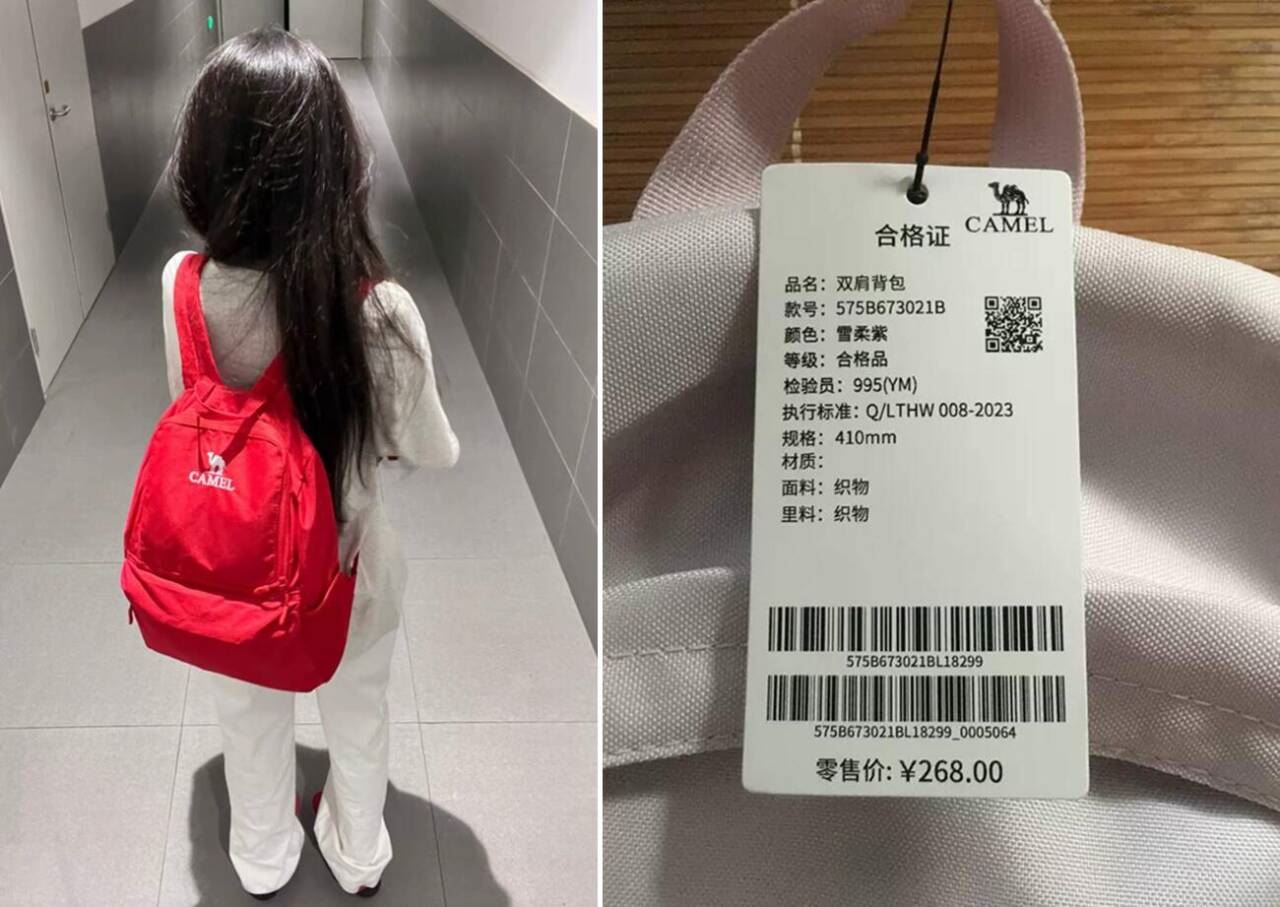 CAMEL
CAMEL
合格证
品名：双肩背包
款号：575B673021B
颜色：雪柔紫
等级：合格品
检验员：995(YM)
执行标准：Q/LTHW 008-2023
规格：410mm
材质：
面料：织物
里料：织物
575B673021BL18299
575B673021BL18299_0005064
零售价：¥268.00